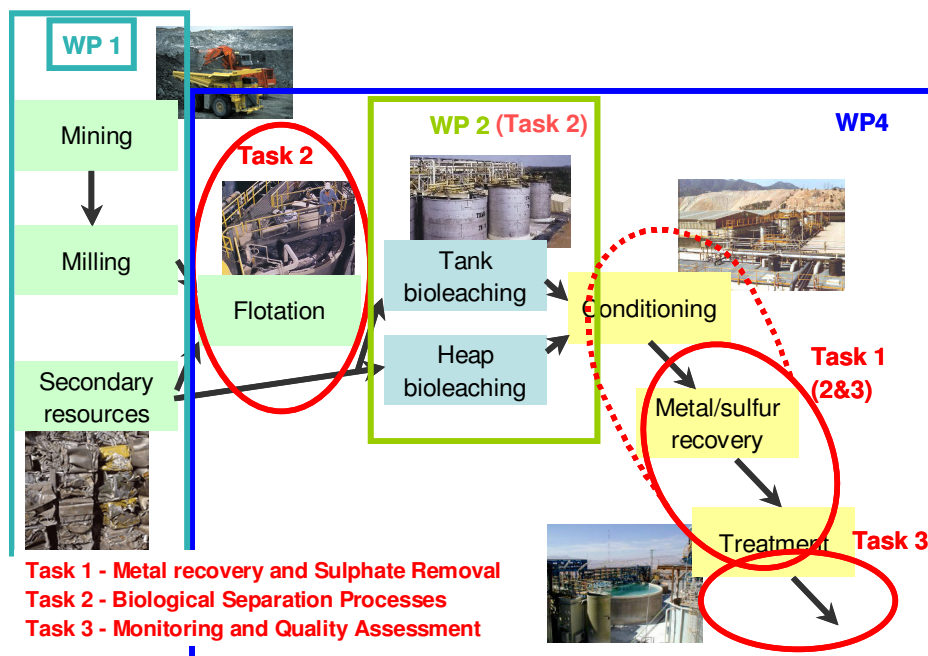 WP 1
Mining
Milling
Secondary
resources
Task 2
Flotation
WP 2 (Task 2)
Tank
bioleaching
Heap
bioleaching
WP4
Conditioning
Metal/sulfur
recovery
Treatment
Task 1
(2&3)
Task 3
Task 1 - Metal recovery and Sulphate Removal
Task 2 - Biological Separation Processes
Task 3 - Monitoring and Quality Assessment